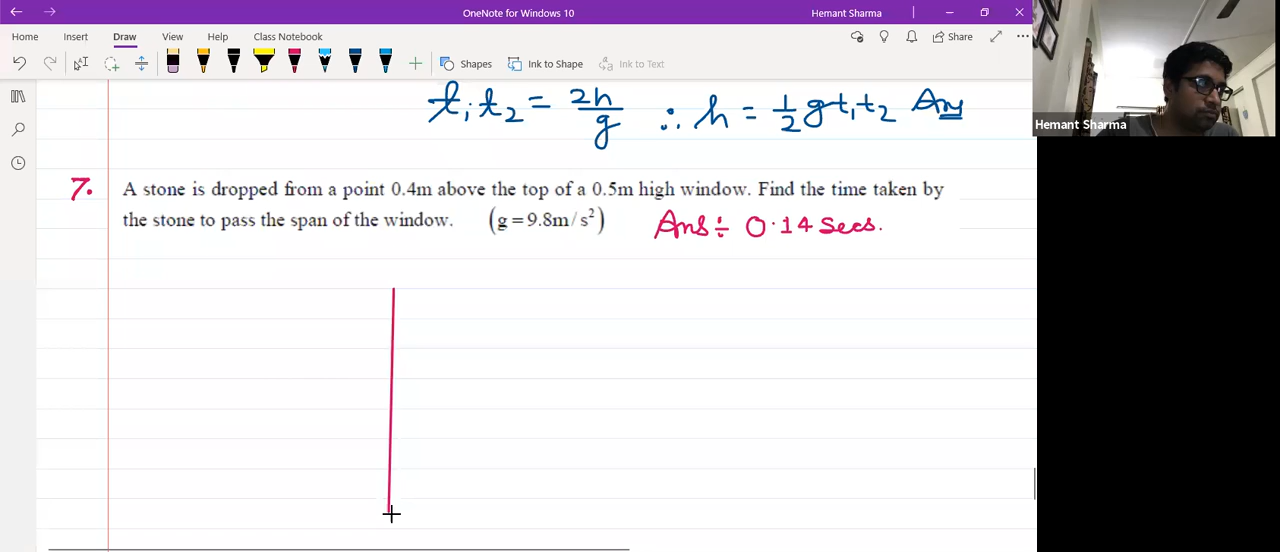 OneNote for Windows 10
Hemant Sharma
Home Insert Draw View Help Class Notebook
Share
Shapes Ink to Shape Ink to Text
t₁t₂ = 2h/g ∴ h = 1/2 gt₁t₂ Ans
7. A stone is dropped from a point 0.4m above the top of a 0.5m high window. Find the time taken by
the stone to pass the span of the window. (g = 9.8m/s²) Ans ÷ 0.14 Secs.
Hemant Sharma